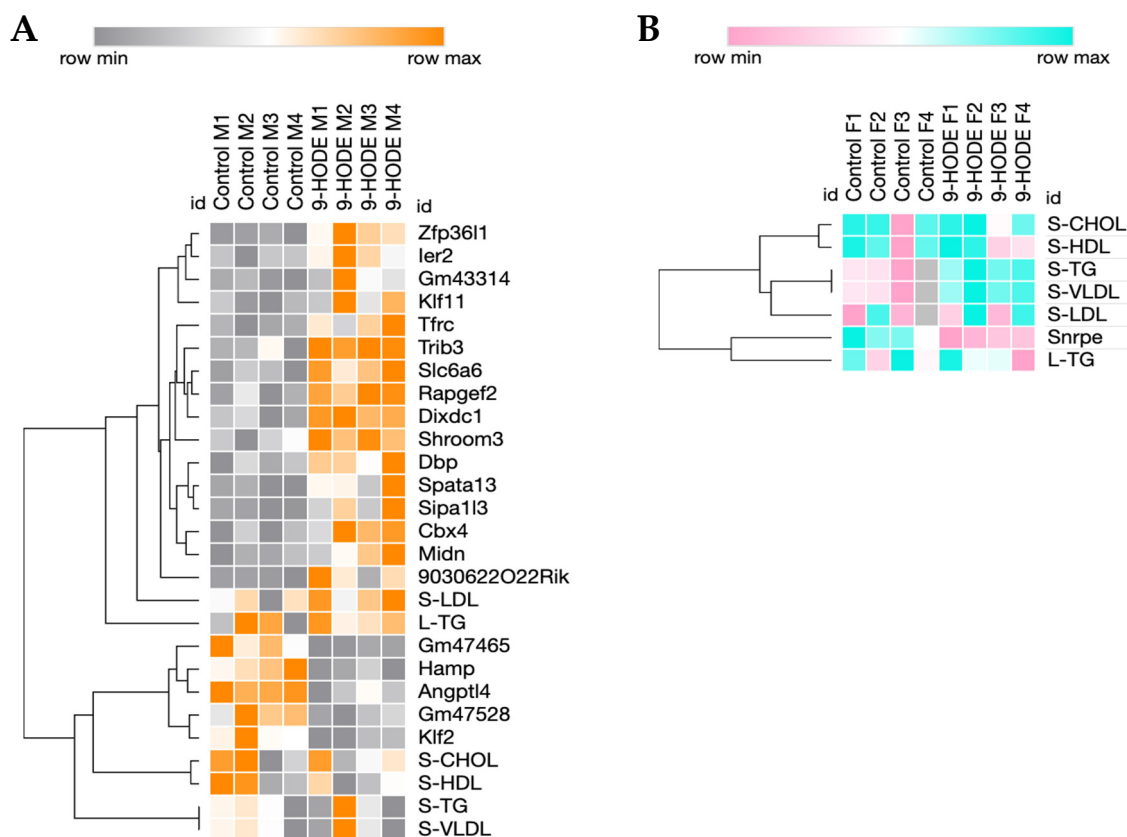 A
row min
row max
Control M1
Control M2
Control M3
Control M4
9-HODE M1
9-HODE M2
9-HODE M3
9-HODE M4
id
id
Zfp36l1
Ier2
Gm43314
Klf11
Tfrc
Trib3
Slc6a6
Rapgef2
Dixdc1
Shroom3
Dbp
Spata13
Sipa1l3
Cbx4
Midn
9030622O22Rik
S-LDL
L-TG
Gm47465
Hamp
Angptl4
Gm47528
Klf2
S-CHOL
S-HDL
S-TG
S-VLDL
B
row min
row max
Control F1
Control F2
Control F3
Control F4
9-HODE F1
9-HODE F2
9-HODE F3
9-HODE F4
id
id
S-CHOL
S-HDL
S-TG
S-VLDL
S-LDL
Snrpe
L-TG